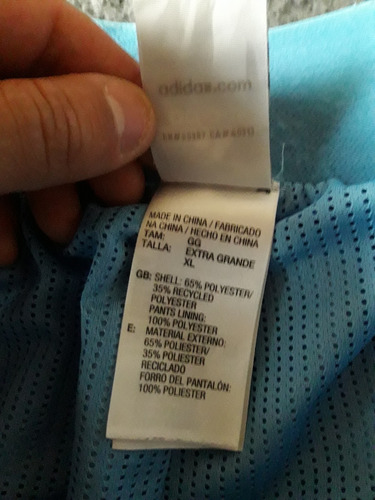 adidas.com
MADE IN CHINA / FABRICADO
NA CHINA / HECHO EN CHINA
TAM: GG
TALLA: EXTRA GRANDE
XL
GB: SHELL: 65% POLYESTER/
35% RECYCLED
POLYESTER
PANTS LINING:
100% POLYESTER
E: MATERIAL EXTERNO:
65% POLIESTER/
35% POLIESTER
RECICLADO
FORRO DEL PANTALÓN:
100% POLIESTER